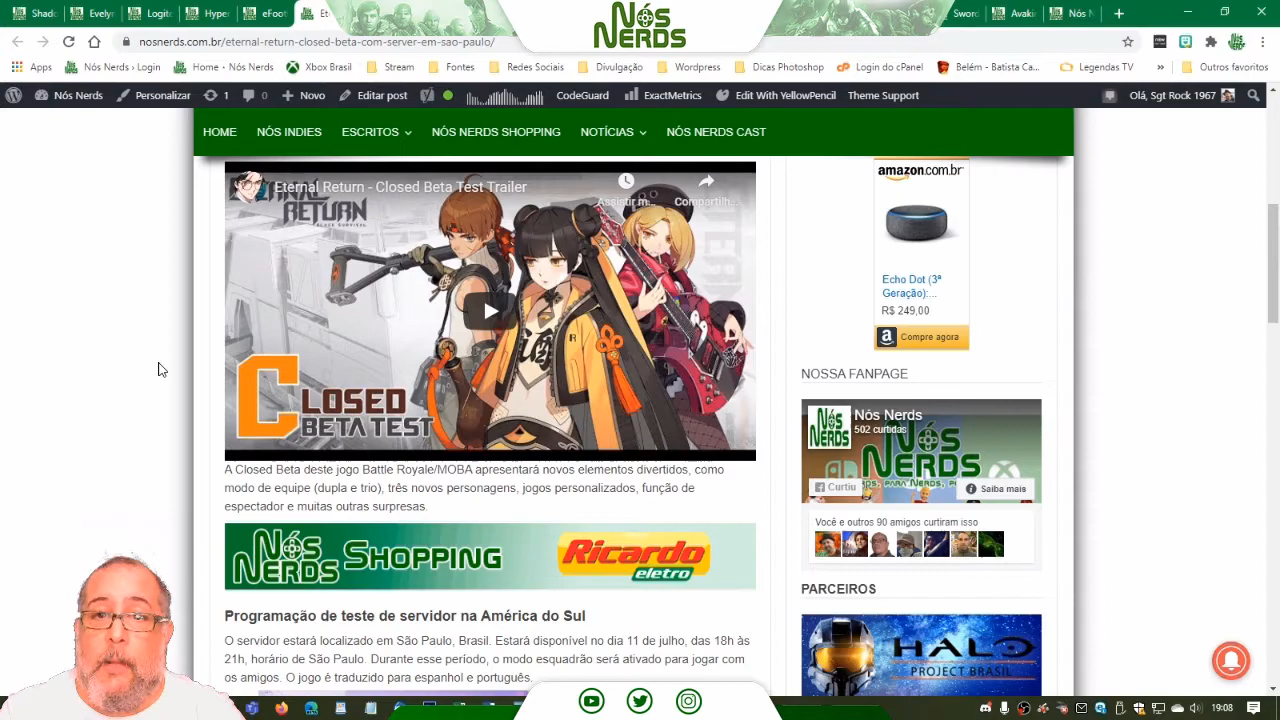 eFoot
Escrit
Eterni
NÓS
NERDS
Sword
Avak
Nós
nosnerds.com.br/eternal-return-closed-beta-com-server-em-sao-paulo/
Apps
Nós Nerds › Login
Home - Nós Nerds
Xbox Brasil
Stream
Fontes
Redes Sociais
Divulgação
Wordpress
Dicas Photoshop
Login do cPanel
Belém - Batista Ca...
Legendas TV
»
Outros favoritos
Nós Nerds
Personalizar
1
0
Novo
Editar post
CodeGuard
ExactMetrics
Edit With YellowPencil
Olá, Sgt Rock 1967
HOME
NÓS INDIES
ESCRITOS
NÓS NERDS SHOPPING
NOTÍCIAS
NÓS NERDS CAST
Eternal Return - Closed Beta Test Trailer
Assistir m...
Compartilh...
RETURN
CLOSED
BETA TEST
A Closed Beta deste jogo Battle Royale/MOBA apresentará novos elementos divertidos, como
de equipe (dupla e trio), três novos personagens, jogos personalizados, função de
espectador e muitas outras surpresas.
NÓS NERDS SHOPPING
Ricardo
eletro
Programação de teste de servidor na América do Sul
O servidor estará localizado em São Paulo, Brasil. Estará disponível no dia 11 de julho, das 18h às
21h, horário de São Paulo. Durante esse período, o modo esquadrão será ativado para jogar com
jogo é traduzido para espanhol e português.
amazon.com.br
Echo Dot (3ª
Geração):...
R$ 249,00
Compre agora
NOSSA FANPAGE
Nós Nerds
502 curtidas
NÓS
NERDS
Curtiu
Saiba mais
Você e outros 90 amigos curtiram isso
PARCEIROS
HALO
PROJECT BRASIL
19:08